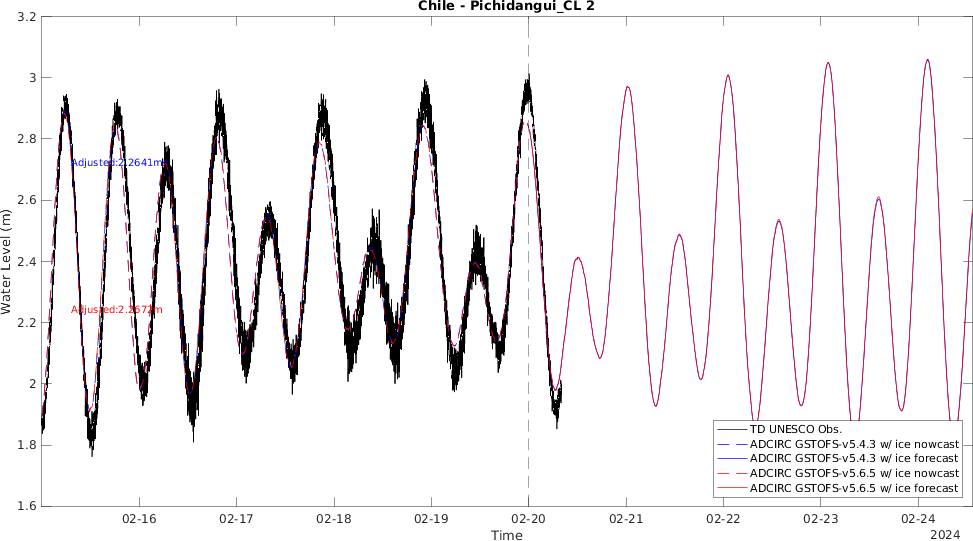 Chile - Pichidangui_CL 2
3.2
3
2.8
2.6
2.4
2.2
2
1.8
1.6
Water Level (m)
Adjusted:2.2641m
Adjusted:2.2672m
TD UNESCO Obs.
ADCIRC GSTOFS-v5.4.3 w/ ice nowcast
ADCIRC GSTOFS-v5.4.3 w/ ice forecast
ADCIRC GSTOFS-v5.6.5 w/ ice nowcast
ADCIRC GSTOFS-v5.6.5 w/ ice forecast
02-16 02-17 02-18 02-19 02-20 02-21 02-22 02-23 02-24
Time
2024